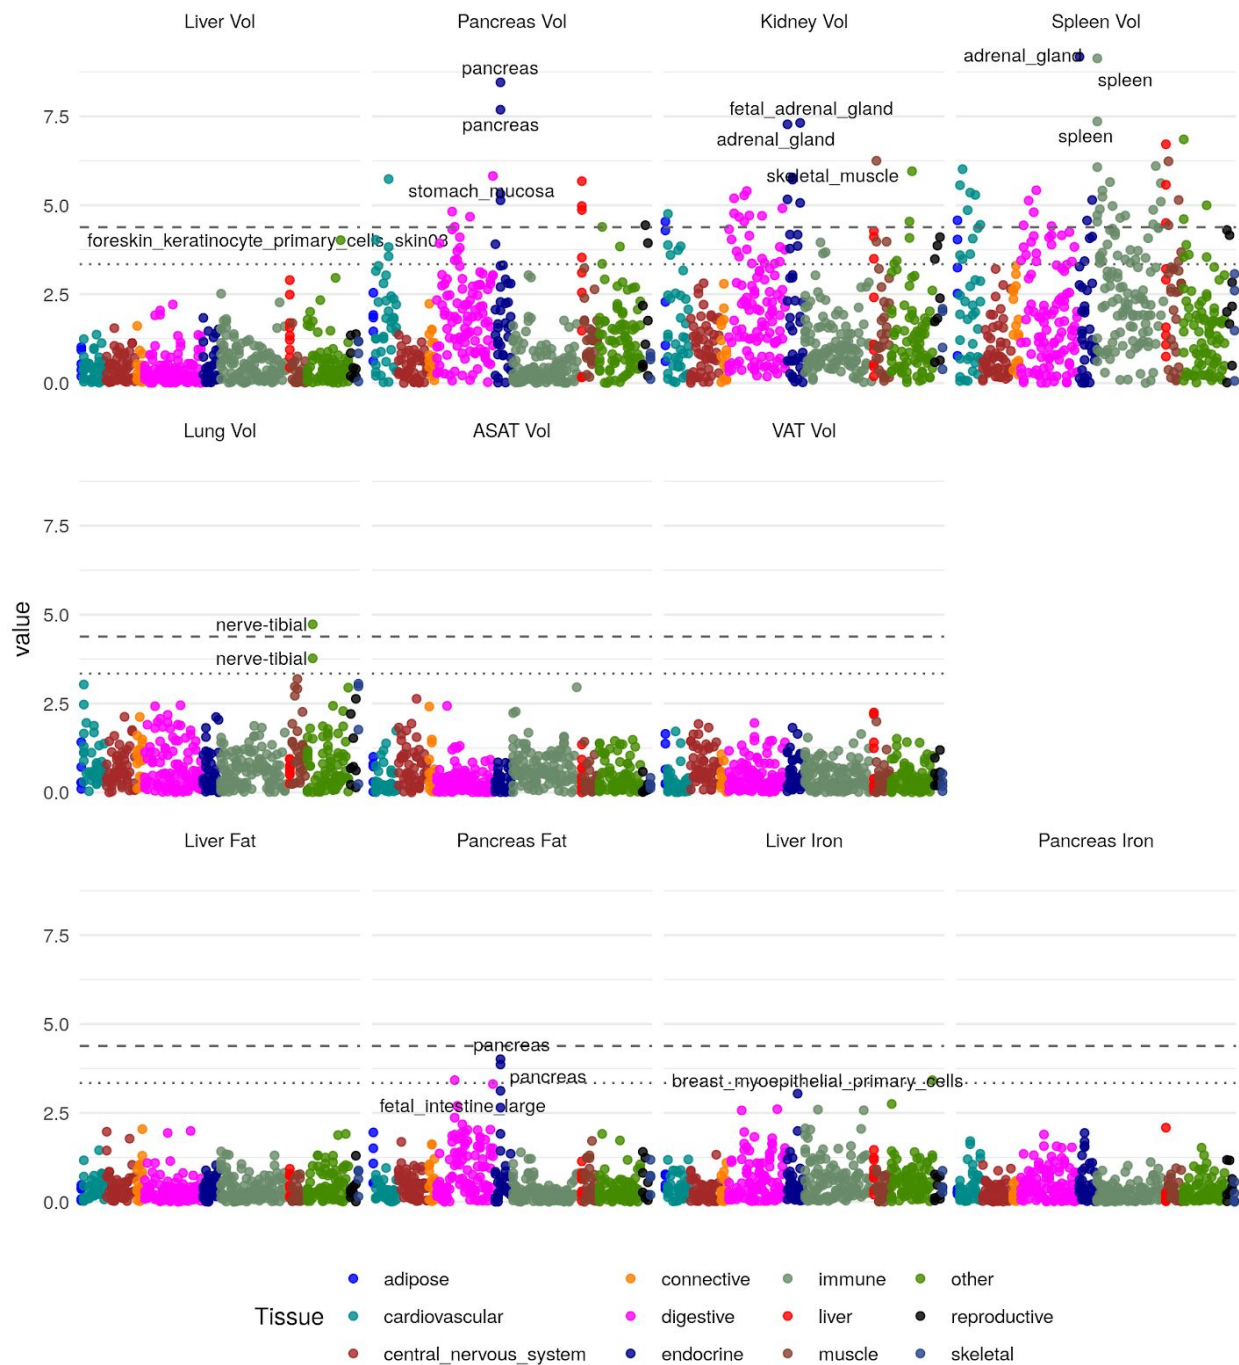 Liver Vol
Pancreas Vol
Kidney Vol
Spleen Vol
7.5
5.0
2.5
0.0
foreskin_keratinocyte_primary_cells_skin03
pancreas
pancreas
stomach_mucosa
fetal_adrenal_gland
adrenal_gland
skeletal_muscle
adrenal_gland
spleen
spleen
Lung Vol
ASAT Vol
VAT Vol
value
7.5
5.0
2.5
0.0
nerve-tibial
nerve-tibial
Liver Fat
Pancreas Fat
Liver Iron
Pancreas Iron
7.5
5.0
2.5
0.0
pancreas
pancreas
fetal_intestine_large
breast_myoepithelial_primary_cells
Tissue
adipose
cardiovascular
central_nervous_system
connective
digestive
endocrine
immune
liver
muscle
other
reproductive
skeletal